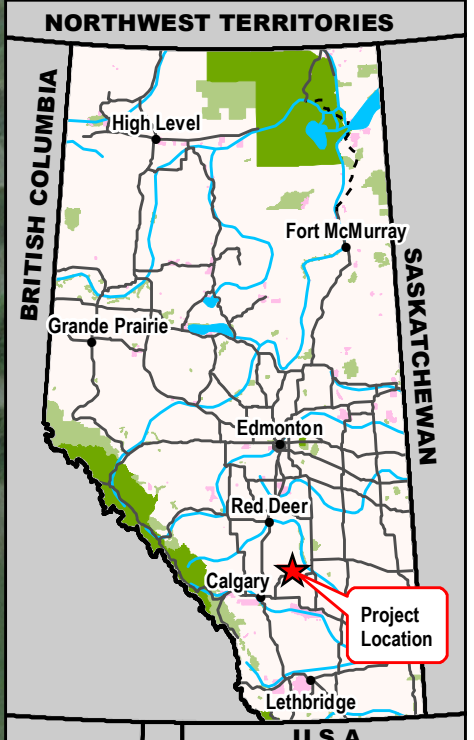 NORTHWEST TERRITORIES
BRITISH COLUMBIA
High Level
Fort McMurray
SASKATCHEWAN
Grande Prairie
Edmonton
Red Deer
Calgary
Project
Location
Lethbridge
U.S.A